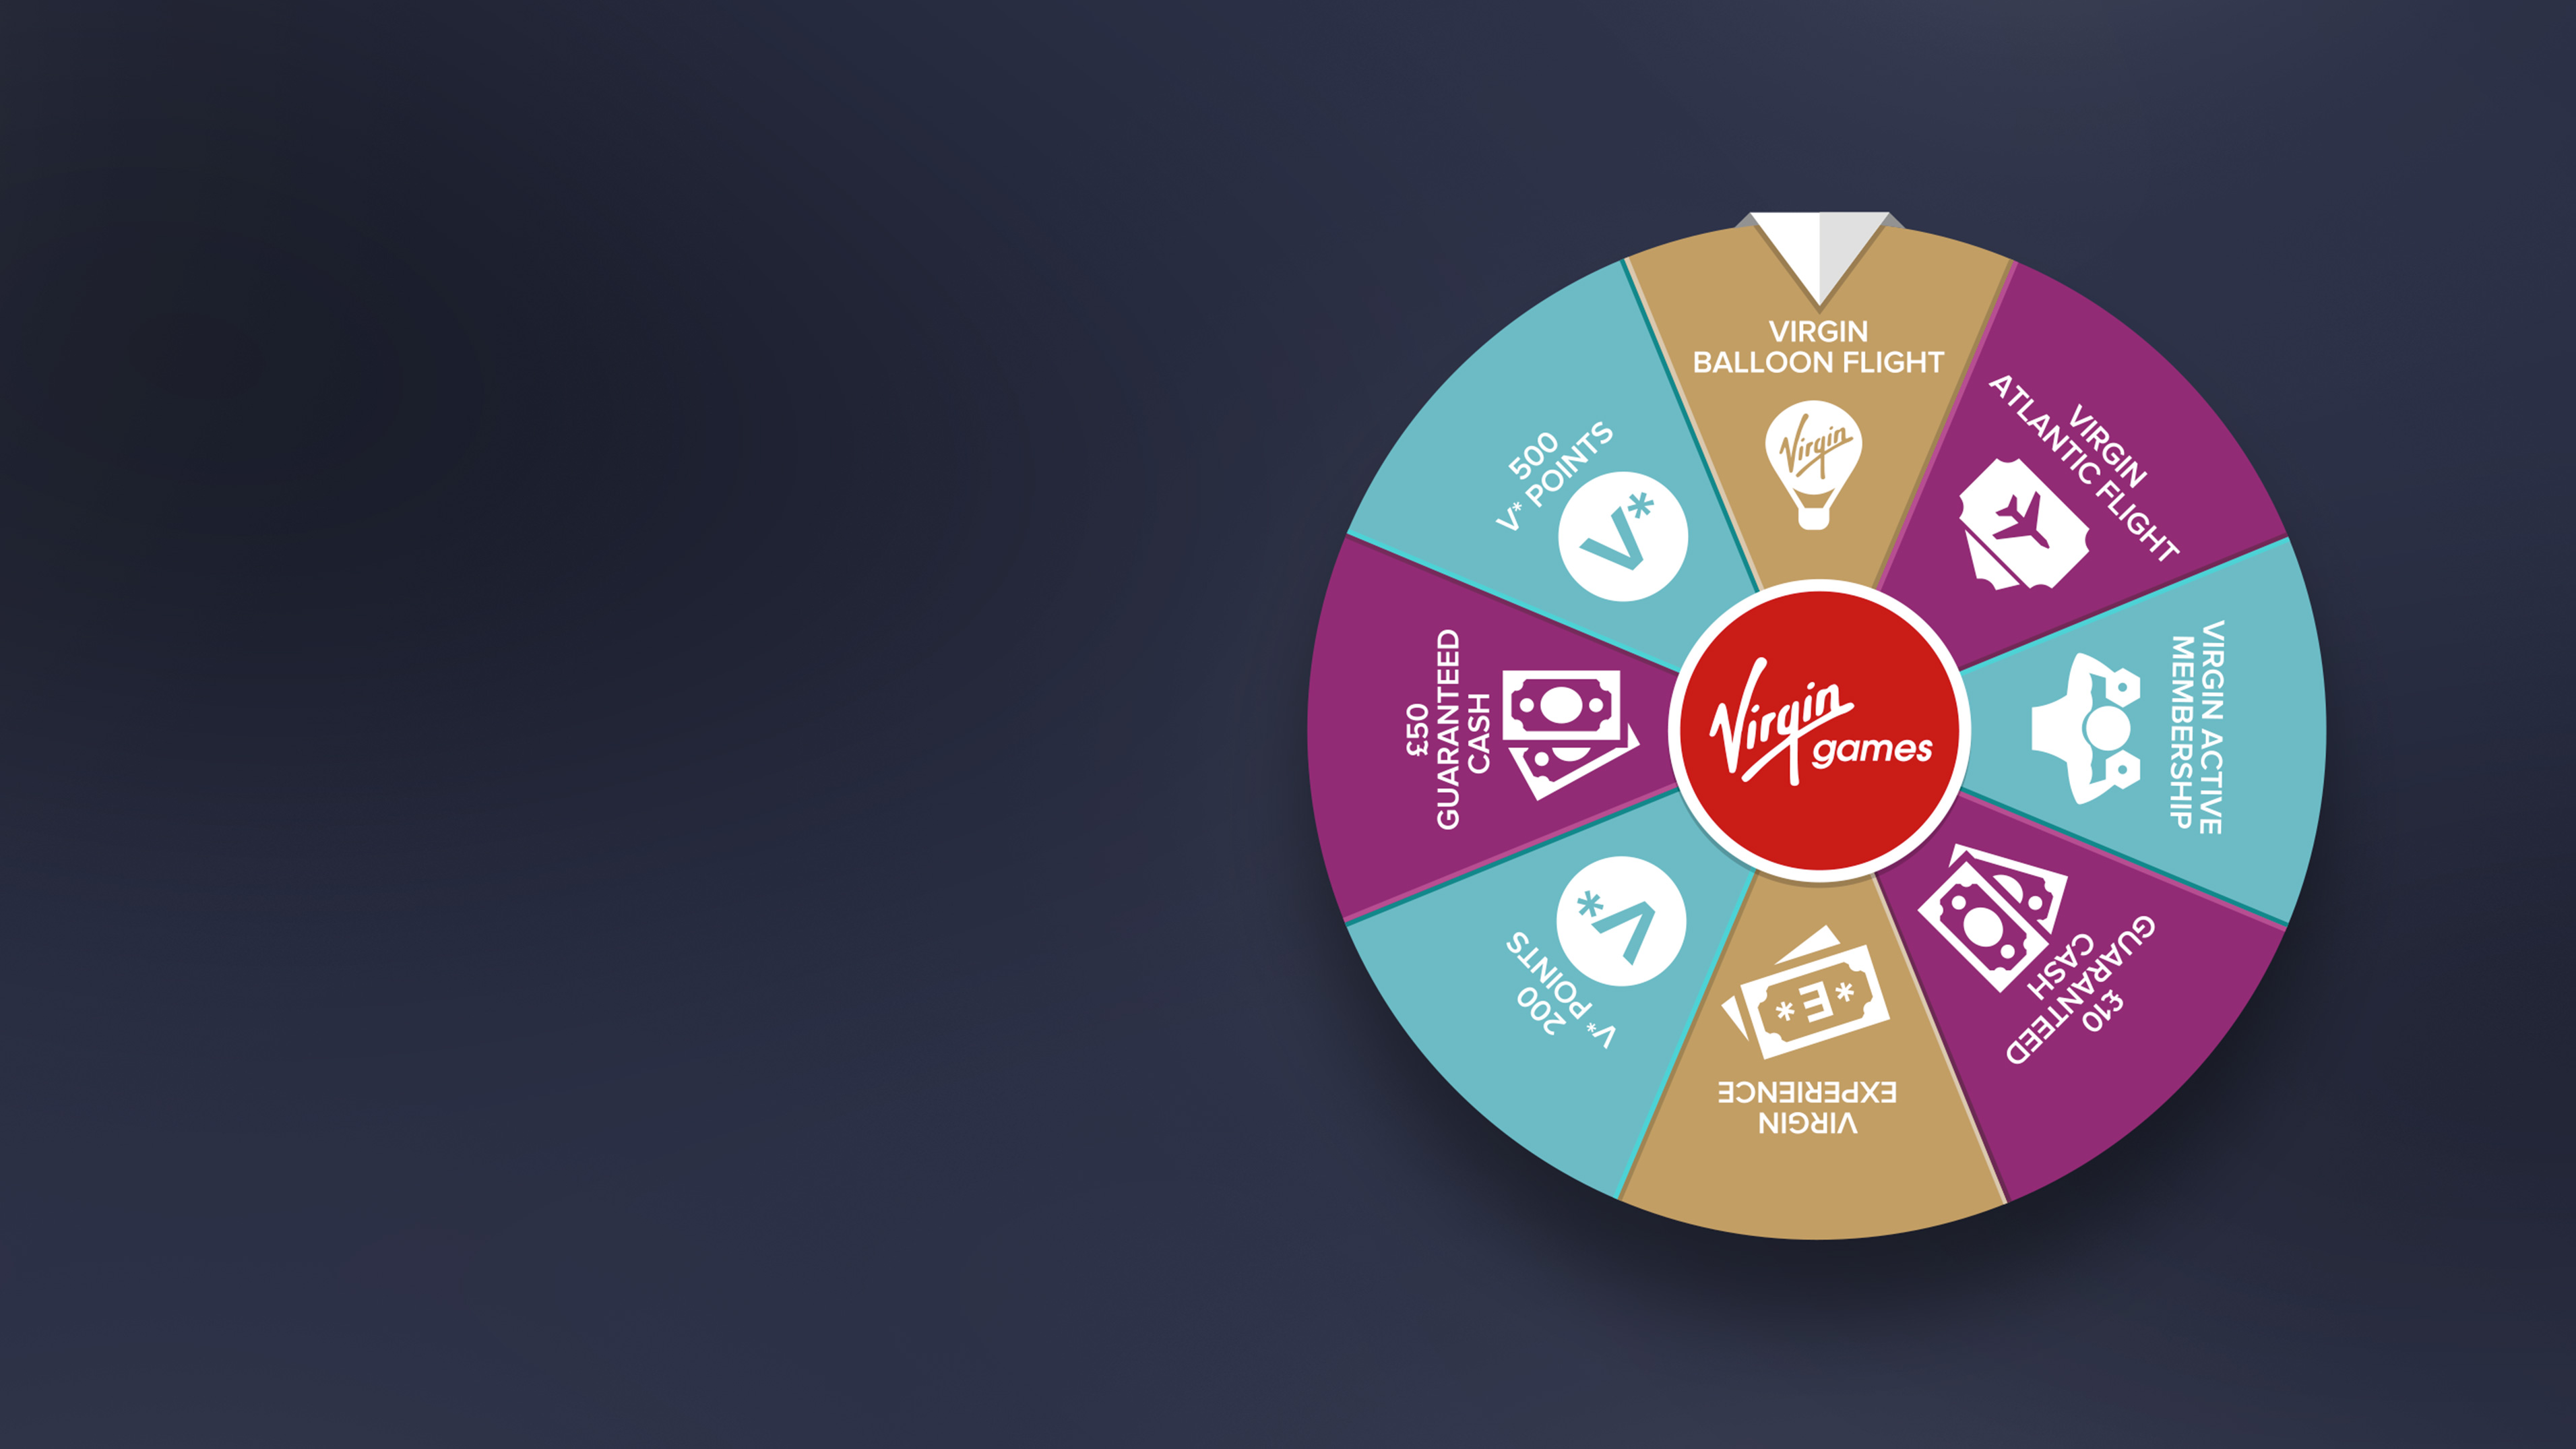 VIRGIN
BALLOON FLIGHT
Virgin
VIRGIN
ATLANTIC FLIGHT
VIRGIN ACTIVE
MEMBERSHIP
£10
GUARANTEED
CASH
VIRGIN
EXPERIENCE
*E*
200
V* POINTS
V*
£50
GUARANTEED
CASH
500
V* POINTS
V*
Virgin
games